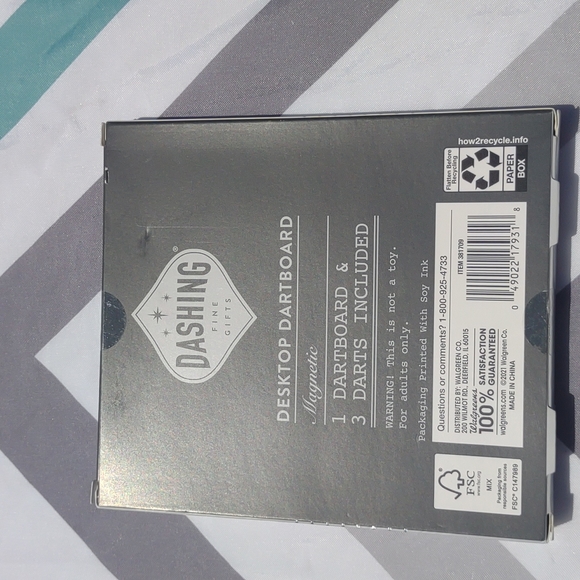 DASHING®
FINE
GIFTS
DESKTOP DARTBOARD
Magnetic
1 DARTBOARD &
3 DARTS INCLUDED
WARNING! This is not a toy.
For adults only.
Packaging Printed With Soy Ink
Questions or comments? 1-800-925-4733
DISTRIBUTED BY: WALGREEN CO.
200 WILMOT RD., DEERFIELD, IL 60015
Walgreens
100% SATISFACTION
GUARANTEED
walgreens.com ©2021 Walgreen Co.
MADE IN CHINA
ITEM 381709
0 49022 17931 8
how2recycle.info
Flatten Before
Recycling
PAPER
BOX
FSC
www.fsc.org
MIX
Packaging from
responsible sources
FSC® C147989